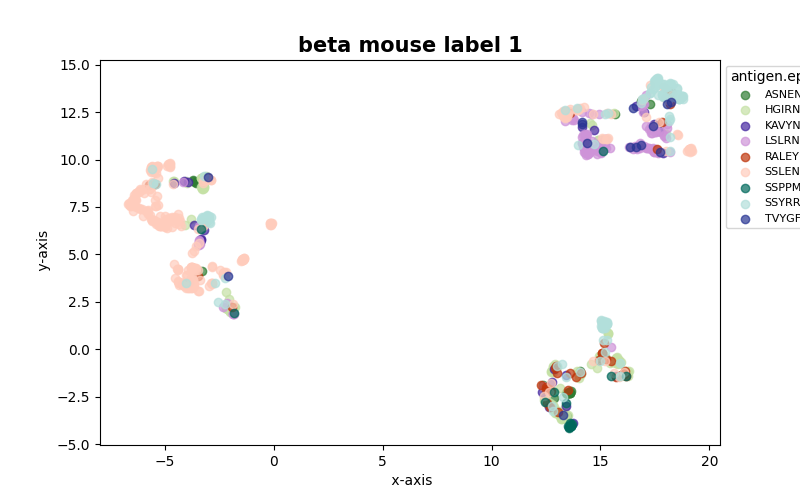 beta mouse label 1
15.0
12.5
10.0
7.5
5.0
2.5
0.0
−2.5
−5.0
y-axis
−5
0
5
10
15
20
x-axis
antigen.ep
ASNEN
HGIRN
KAVYN
LSLRN
RALEY
SSLEN
SSPPM
SSYRR
TVYGF